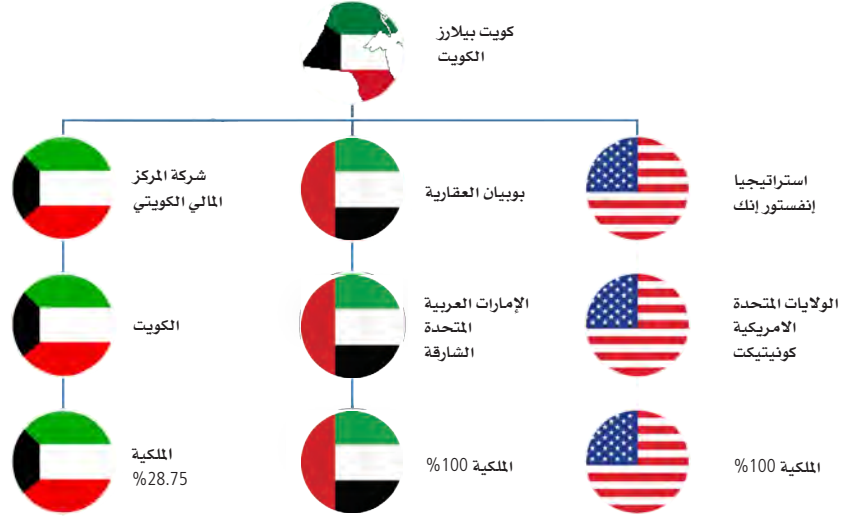 كويت بيلارز
الكويت
استراتيجيا
إنفستور إنك
بوبيان العقارية
شركة المركز
المالي الكويتي
الولايات المتحدة
الامريكية
كونيتيكت
الإمارات العربية
المتحدة
الشارقة
الكويت
الملكية 100%
الملكية 100%
الملكية
%28.75